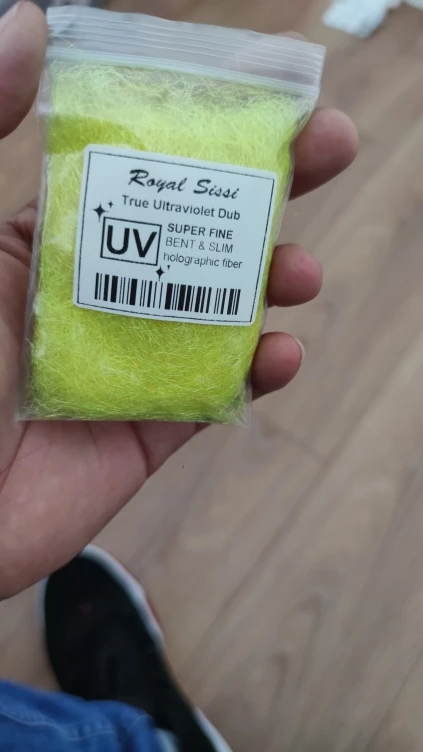 Royal Sissi
True Ultraviolet Dub
UV
SUPER FINE
BENT & SLIM
holographic fiber